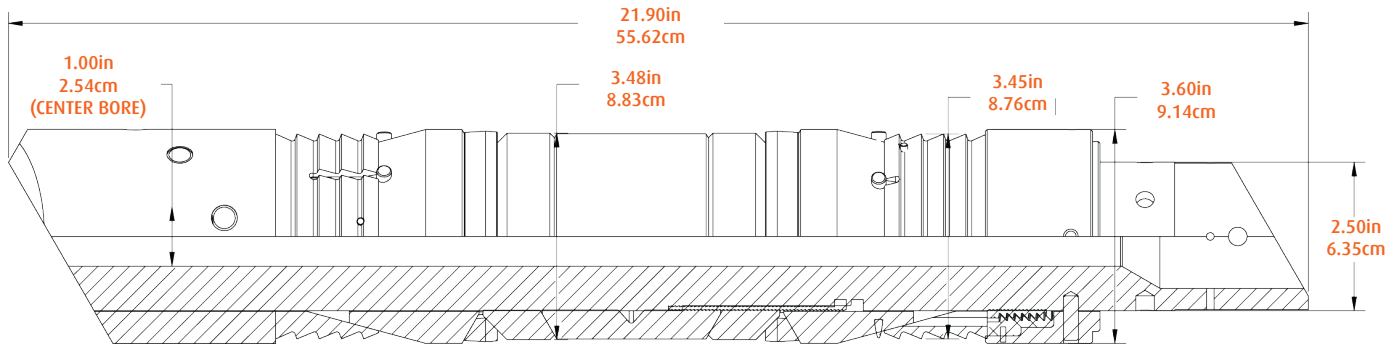 21.90in
55.62cm
1.00in
2.54cm
(CENTER BORE)
3.48in
8.83cm
3.45in
8.76cm
3.60in
9.14cm
2.50in
6.35cm